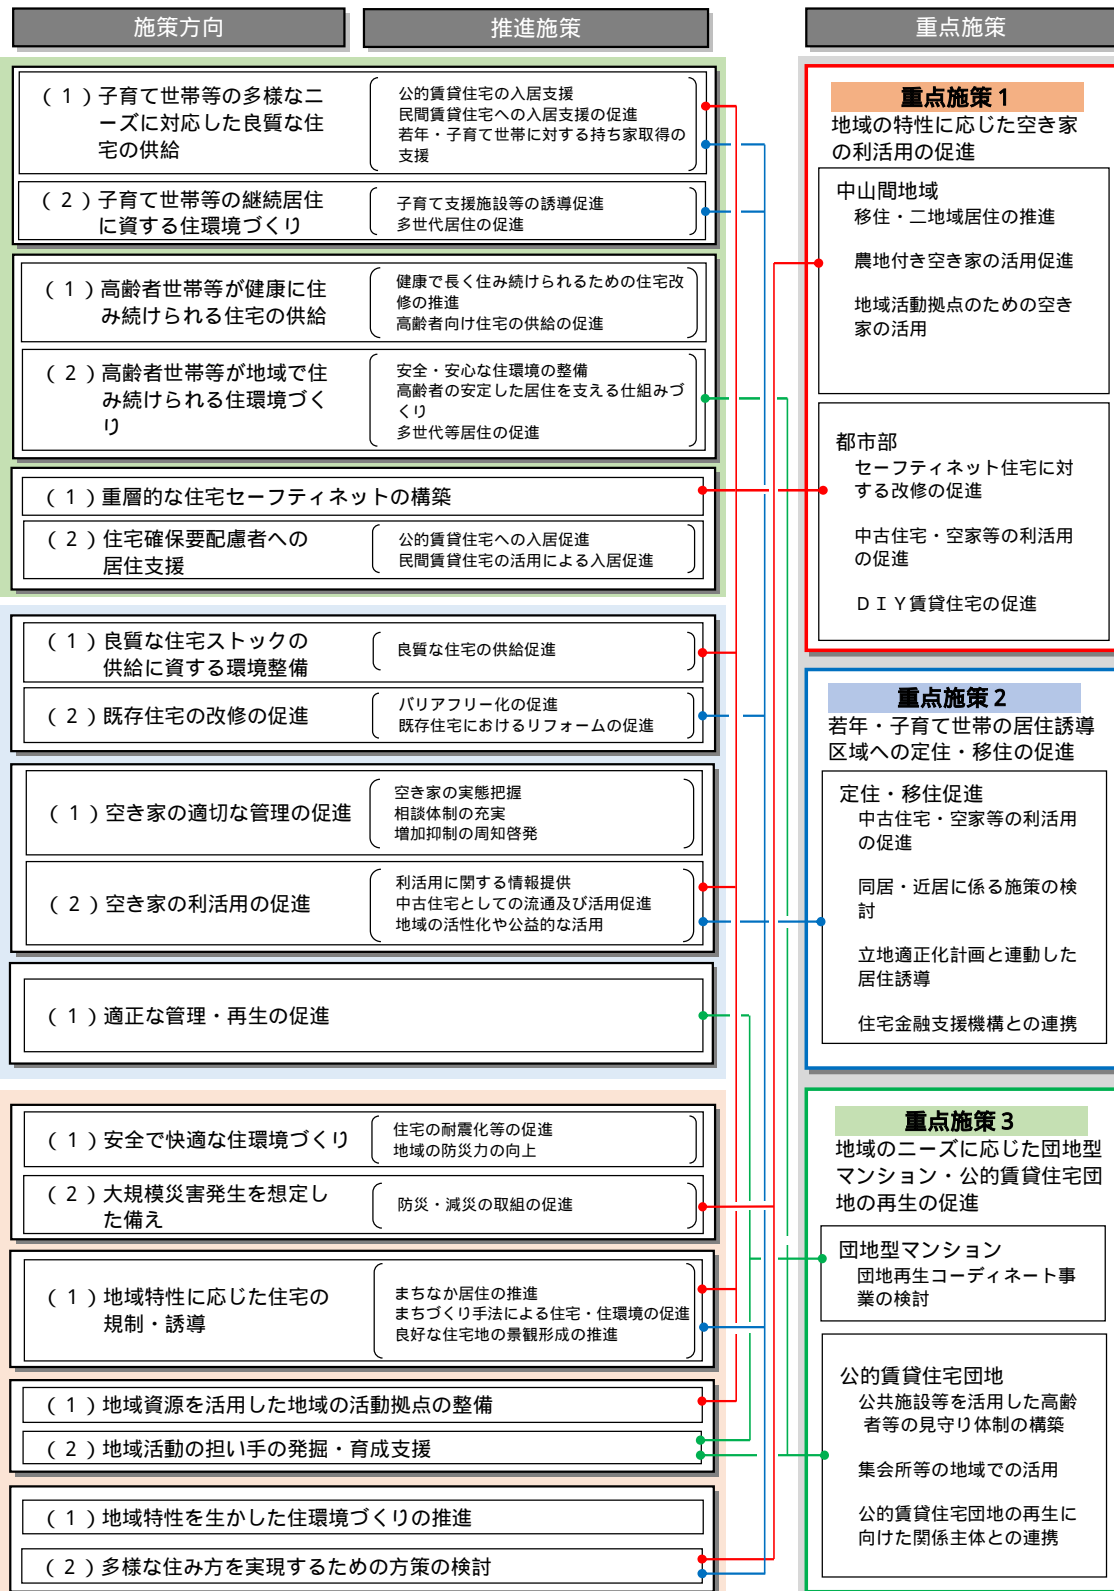 施策方向
推進施策
重点施策
(1)子育て世帯等の多様なニ
ーズに対応した良質な住
宅の供給
公的賃貸住宅の入居支援
民間賃貸住宅への入居支援の促進
若年・子育て世帯に対する持ち家取得の
支援
(2)子育て世帯等の継続居住
に資する住環境づくり
子育て支援施設等の誘導促進
多世代居住の促進
(1)高齢者世帯等が健康に住
み続けられる住宅の供給
健康で長く住み続けられるための住宅改
修の推進
高齢者向け住宅の供給の促進
(2)高齢者世帯等が地域で住
み続けられる住環境づく
り
安全・安心な住環境の整備
高齢者の安定した居住を支える仕組みづ
くり
多世代等居住の促進
(1)重層的な住宅セーフティネットの構築
(2)住宅確保要配慮者への
居住支援
公的賃貸住宅への入居促進
民間賃貸住宅の活用による入居促進
(1)良質な住宅ストックの
供給に資する環境整備
良質な住宅の供給促進
(2)既存住宅の改修の促進
バリアフリー化の促進
既存住宅におけるリフォームの促進
(1)空き家の適切な管理の促進
空き家の実態把握
相談体制の充実
増加抑制の周知啓発
(2)空き家の利活用の促進
利活用に関する情報提供
中古住宅としての流通及び活用促進
地域の活性化や公益的な活用
(1)適正な管理・再生の促進
(1)安全で快適な住環境づくり
住宅の耐震化等の促進
地域の防災力の向上
(2)大規模災害発生を想定し
た備え
防災・減災の取組の促進
(1)地域特性に応じた住宅の
規制・誘導
まちなか居住の推進
まちづくり手法による住宅・住環境の促進
良好な住宅地の景観形成の推進
(1)地域資源を活用した地域の活動拠点の整備
(2)地域活動の担い手の発掘・育成支援
(1)地域特性を生かした住環境づくりの推進
(2)多様な住み方を実現するための方策の検討
重点施策1
地域の特性に応じた空き家
の利活用の促進
中山間地域
移住・二地域居住の推進
農地付き空き家の活用促進
地域活動拠点のための空き
家の活用
都市部
セーフティネット住宅に対
する改修の促進
中古住宅・空家等の利活用
の促進
DIY賃貸住宅の促進
重点施策2
若年・子育て世帯の居住誘導
区域への定住・移住の促進
定住・移住促進
中古住宅・空家等の利活用
の促進
同居・近居に係る施策の検
討
立地適正化計画と連動した
居住誘導
住宅金融支援機構との連携
重点施策3
地域のニーズに応じた団地型
マンション・公的賃貸住宅団
地の再生の促進
団地型マンション
団地再生コーディネート事
業の検討
公的賃貸住宅団地
公共施設等を活用した高齢
者等の見守り体制の構築
集会所等の地域での活用
公的賃貸住宅団地の再生に
向けた関係主体との連携